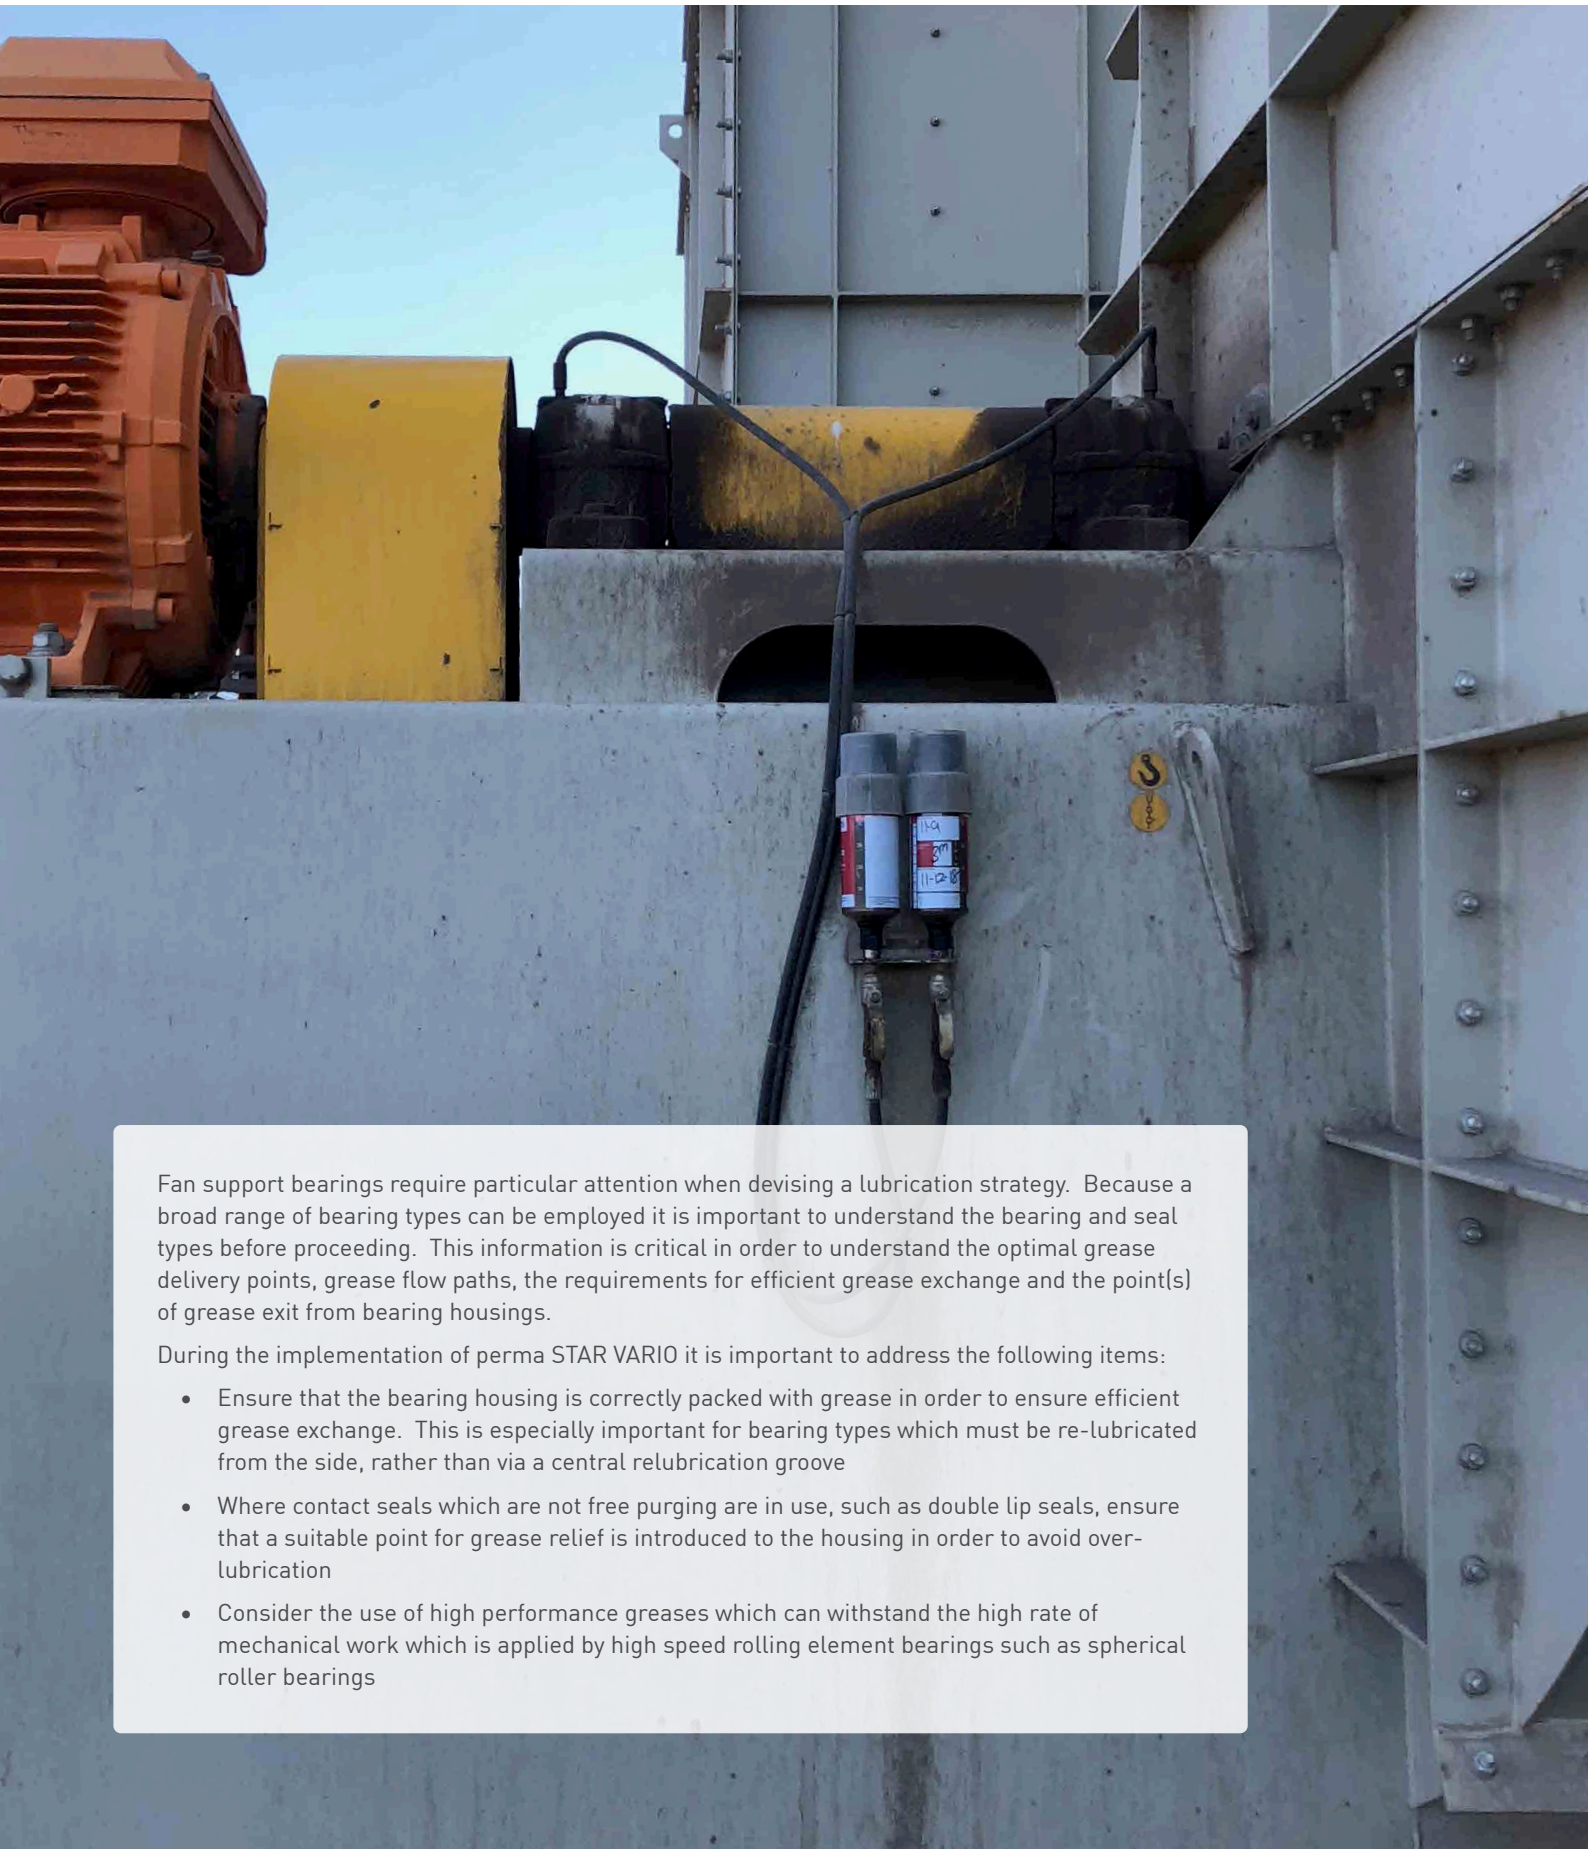 11-9
3m
11-12-18
Fan support bearings require particular attention when devising a lubrication strategy.  Because a
broad range of bearing types can be employed it is important to understand the bearing and seal
types before proceeding.  This information is critical in order to understand the optimal grease
delivery points, grease flow paths, the requirements for efficient grease exchange and the point(s)
of grease exit from bearing housings.
During the implementation of perma STAR VARIO it is important to address the following items:
• Ensure that the bearing housing is correctly packed with grease in order to ensure efficient
grease exchange.  This is especially important for bearing types which must be re-lubricated
from the side, rather than via a central relubrication groove
• Where contact seals which are not free purging are in use, such as double lip seals, ensure
that a suitable point for grease relief is introduced to the housing in order to avoid over-
lubrication
• Consider the use of high performance greases which can withstand the high rate of
mechanical work which is applied by high speed rolling element bearings such as spherical
roller bearings